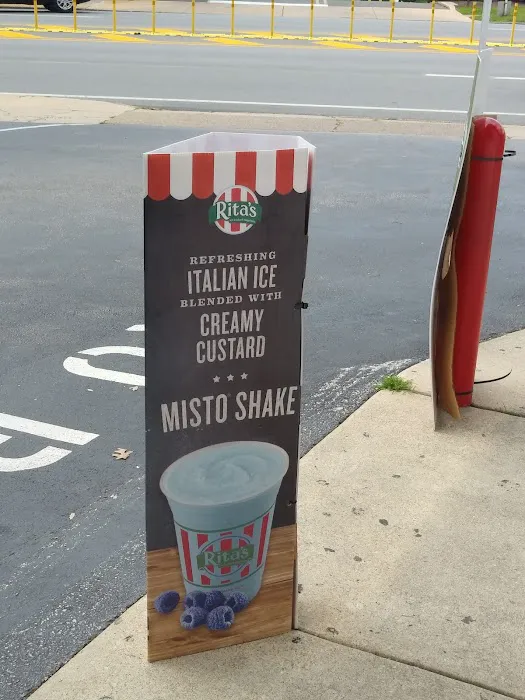 Rita's
REFRESHING
ITALIAN ICE
BLENDED WITH
CREAMY
CUSTARD
MISTO SHAKE
Rita's